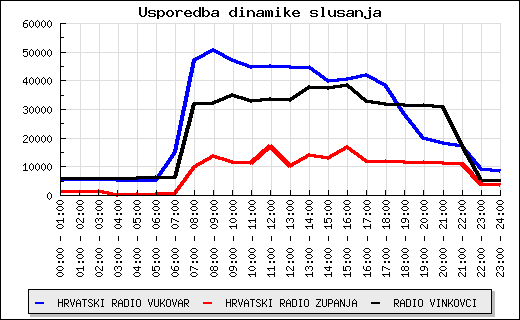 Usporedba dinamike slusanja
60000
50000
40000
30000
20000
10000
0
00:00 - 01:00
01:00 - 02:00
02:00 - 03:00
03:00 - 04:00
04:00 - 05:00
05:00 - 06:00
06:00 - 07:00
07:00 - 08:00
08:00 - 09:00
09:00 - 10:00
10:00 - 11:00
11:00 - 12:00
12:00 - 13:00
13:00 - 14:00
14:00 - 15:00
15:00 - 16:00
16:00 - 17:00
17:00 - 18:00
18:00 - 19:00
19:00 - 20:00
20:00 - 21:00
21:00 - 22:00
22:00 - 23:00
23:00 - 24:00
HRVATSKI RADIO VUKOVAR
HRVATSKI RADIO ZUPANJA
RADIO VINKOVCI